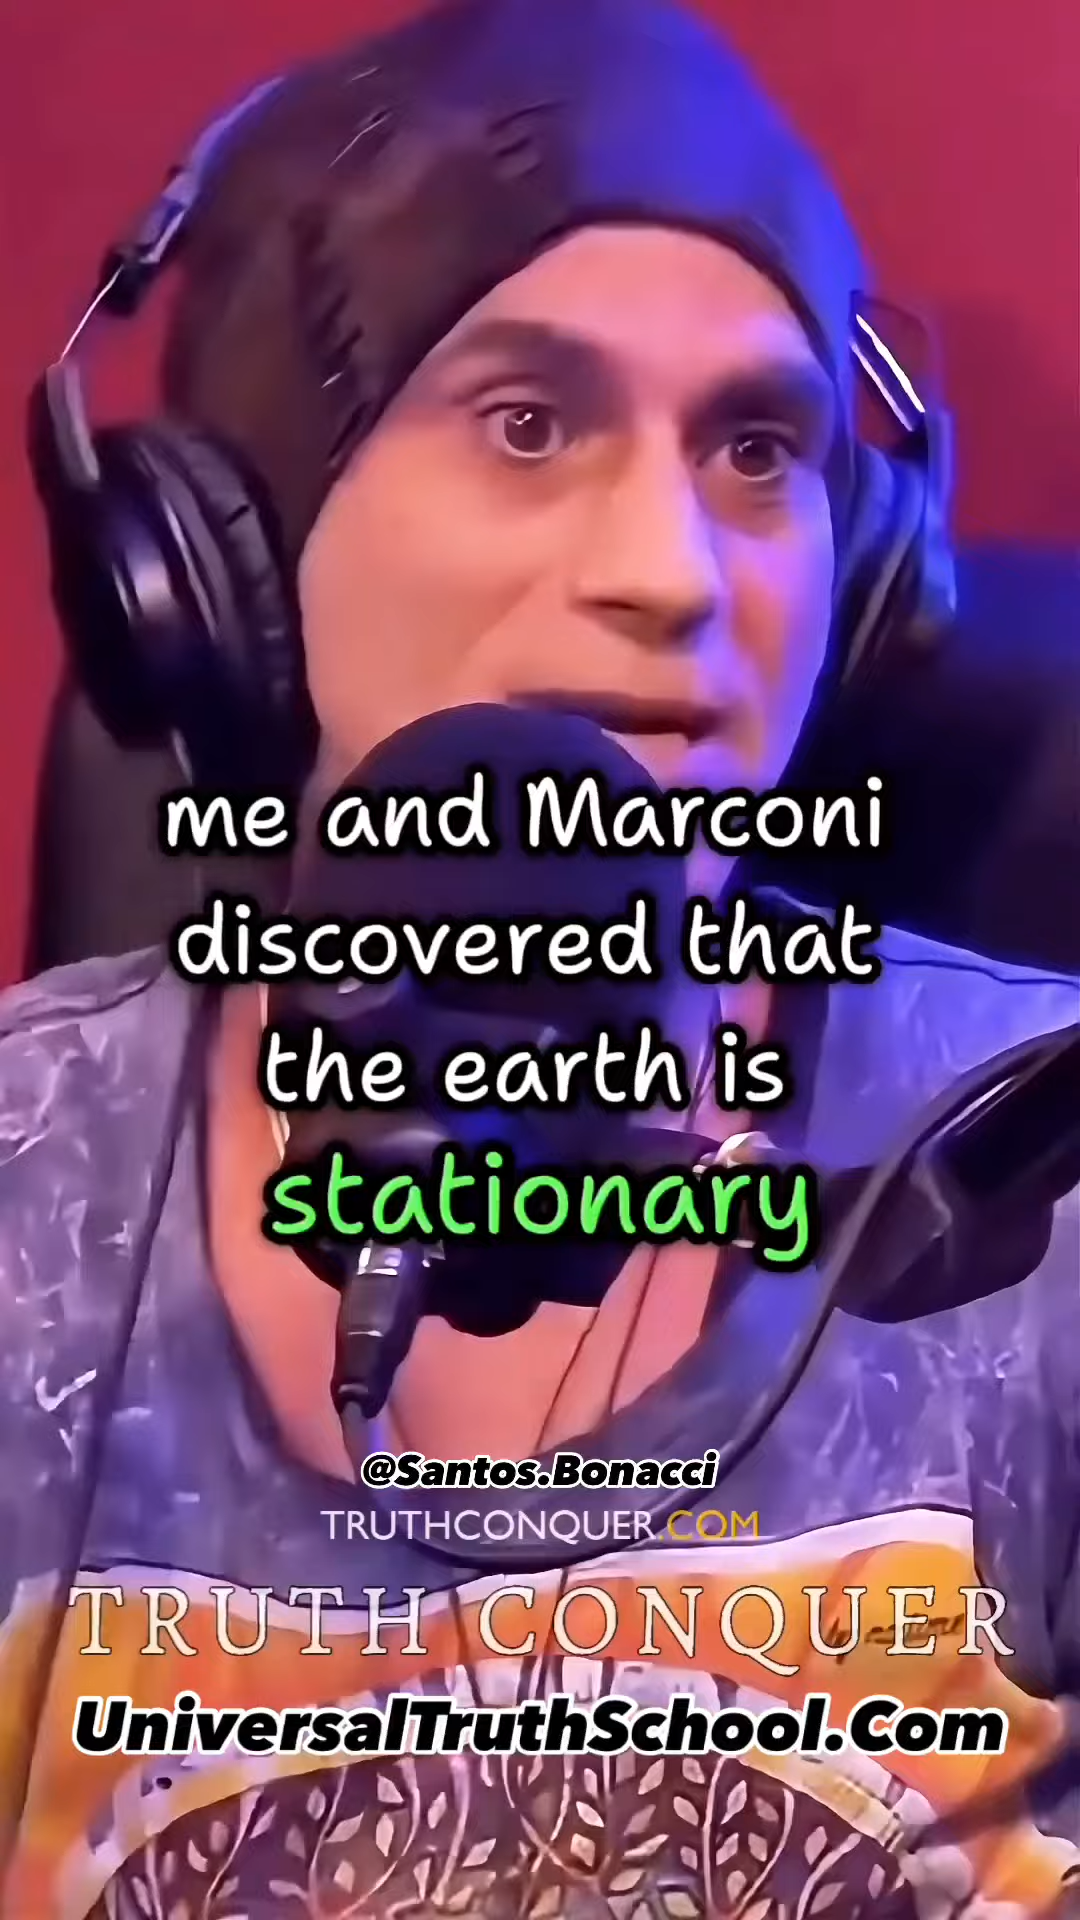 me and Marconi
discovered that
the earth is
stationary
@Santos.Bonacci
TRUTHCONQUER.COM
TRUTH CONQUER
UniversalTruthSchool.Com